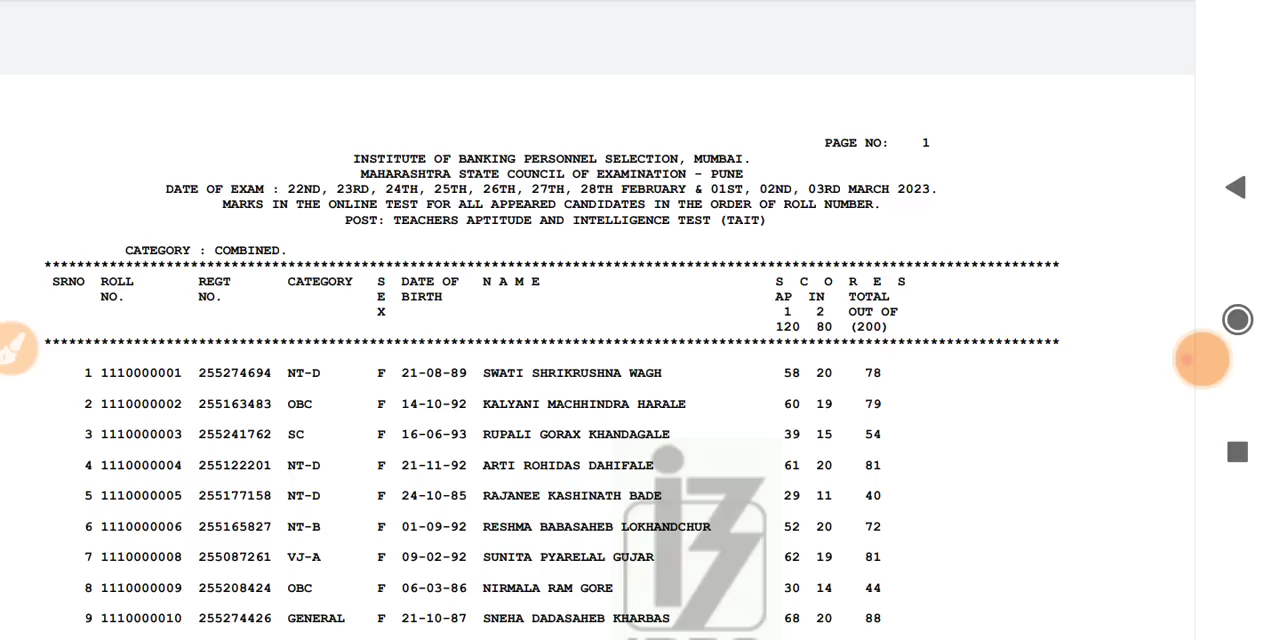 PAGE NO: 1
INSTITUTE OF BANKING PERSONNEL SELECTION, MUMBAI.
MAHARASHTRA STATE COUNCIL OF EXAMINATION - PUNE
DATE OF EXAM : 22ND, 23RD, 24TH, 25TH, 26TH, 27TH, 28TH FEBRUARY & 01ST, 02ND, 03RD MARCH 2023.
MARKS IN THE ONLINE TEST FOR ALL APPEARED CANDIDATES IN THE ORDER OF ROLL NUMBER.
POST: TEACHERS APTITUDE AND INTELLIGENCE TEST (TAIT)
CATEGORY : COMBINED.
*****************************************************************************************************************************
SRNO ROLL REGT CATEGORY S DATE OF N A M E S C O R E S
NO. NO. E BIRTH AP IN TOTAL
X 1 2 OUT OF
120 80 (200)
*****************************************************************************************************************************
1 1110000001 255274694 NT-D F 21-08-89 SWATI SHRIKRUSHNA WAGH 58 20 78
2 1110000002 255163483 OBC F 14-10-92 KALYANI MACHHINDRA HARALE 60 19 79
3 1110000003 255241762 SC F 16-06-93 RUPALI GORAX KHANDAGALE 39 15 54
4 1110000004 255122201 NT-D F 21-11-92 ARTI ROHIDAS DAHIFALE 61 20 81
5 1110000005 255177158 NT-D F 24-10-85 RAJANEE KASHINATH BADE 29 11 40
6 1110000006 255165827 NT-B F 01-09-92 RESHMA BABASAHEB LOKHANDCHUR 52 20 72
7 1110000008 255087261 VJ-A F 09-02-92 SUNITA PYARELAL GUJAR 62 19 81
8 1110000009 255208424 OBC F 06-03-86 NIRMALA RAM GORE 30 14 44
9 1110000010 255274426 GENERAL F 21-10-87 SNEHA DADASAHEB KHARBAS 68 20 88